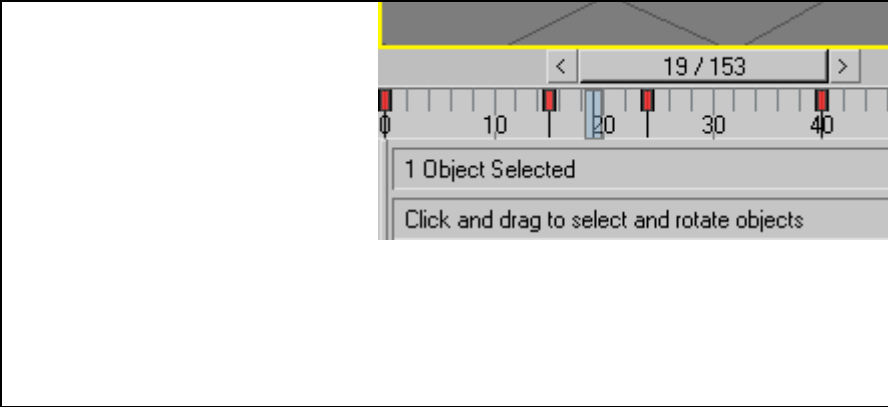 < 19 / 153 >
0 10 20 30 40
1 Object Selected
Click and drag to select and rotate objects